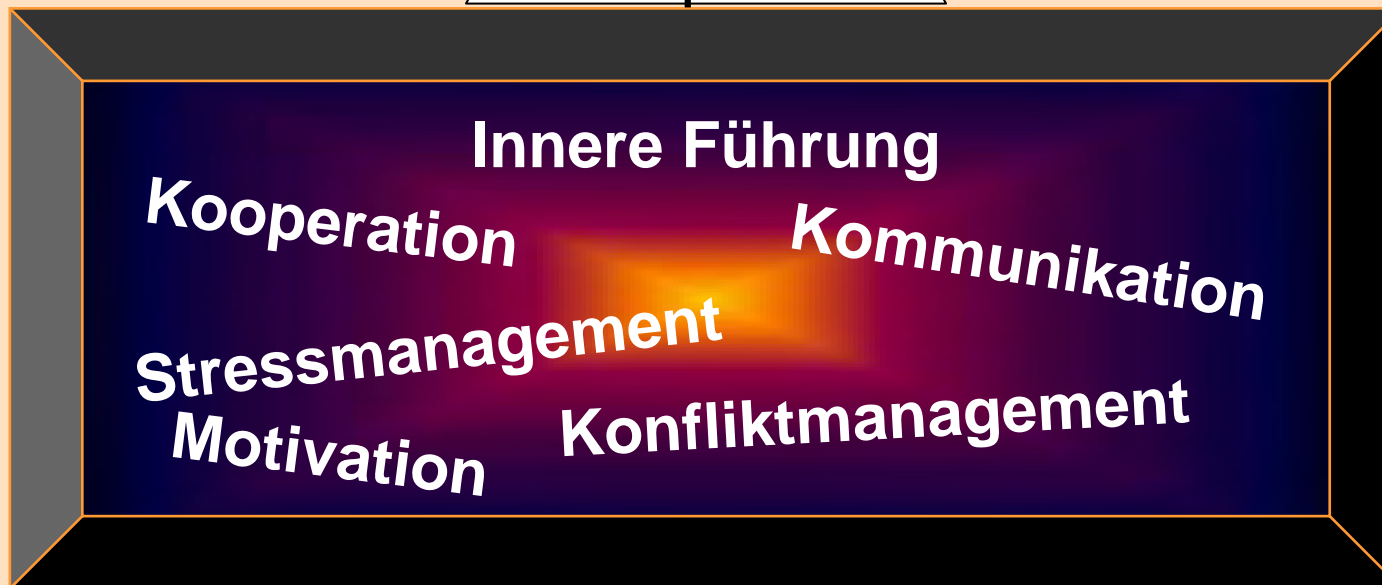 Innere Führung
Kooperation
Kommunikation
Stressmanagement
Konfliktmanagement
Motivation